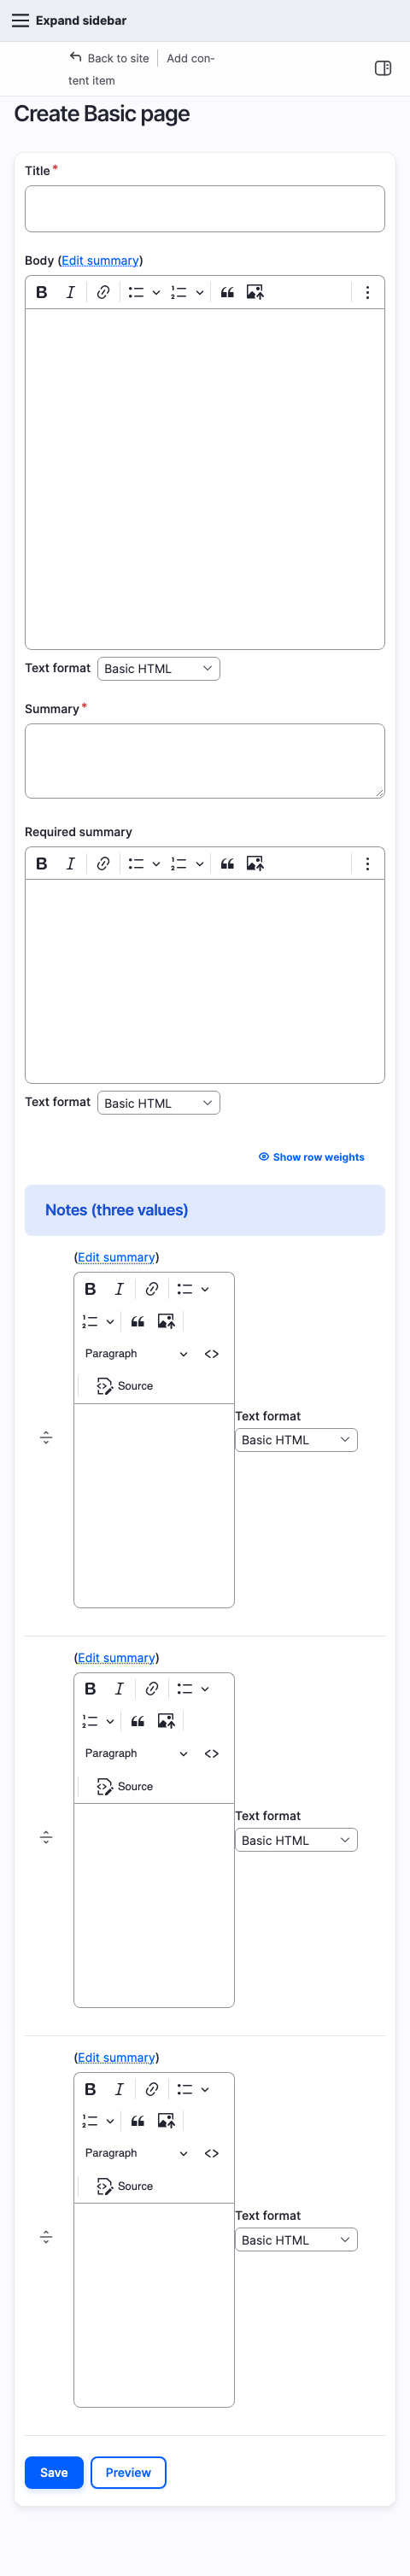 Expand sidebar
Back to site
Add con-
tent item
Create Basic page
Title*
Body (Edit summary)
B I
Text format Basic HTML
Summary*
Required summary
B I
Text format Basic HTML
Show row weights
Notes (three values)
(Edit summary)
B I
Paragraph
Source
Text format
Basic HTML
(Edit summary)
B I
Paragraph
Source
Text format
Basic HTML
(Edit summary)
B I
Paragraph
Source
Text format
Basic HTML
Save Preview